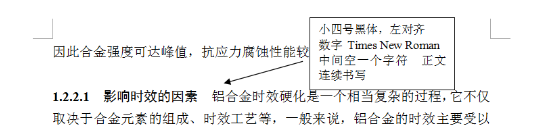 因此合金强度可达峰值，抗应力腐蚀性能较
小四号黑体，左对齐
数字 Times New Roman
中间空一个字符 正文
连续书写
1.2.2.1 影响时效的因素 铝合金时效硬化是一个相当复杂的过程，它不仅
取决于合金元素的组成、时效工艺等，一般来说，铝合金的时效主要受以